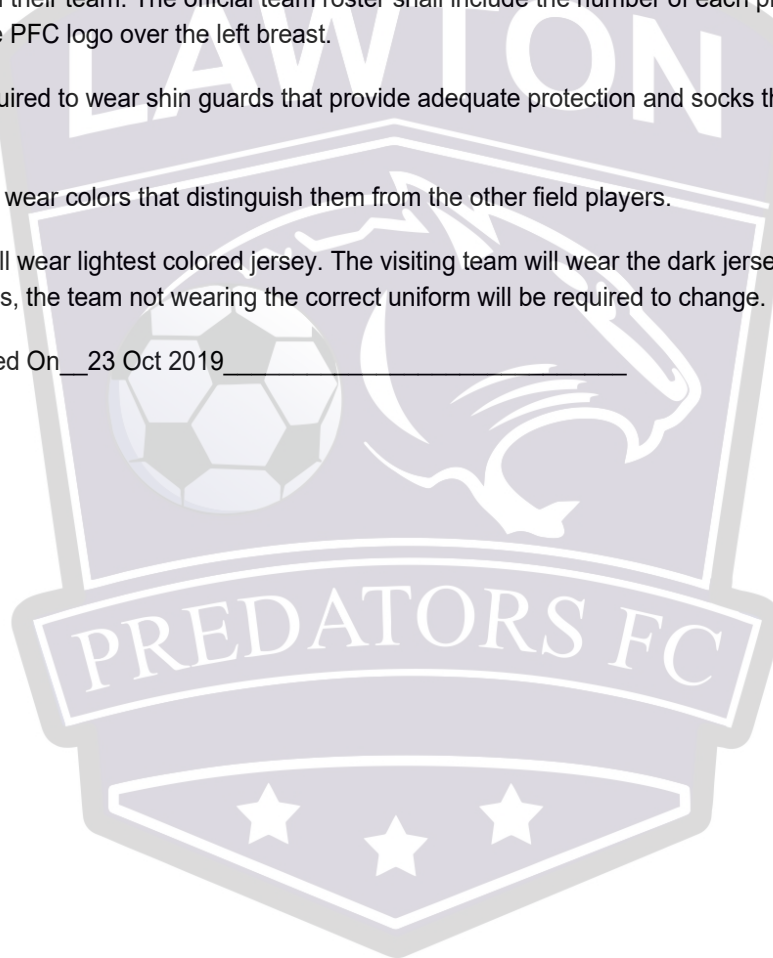 their team. The official team roster shall include the number of each
PFC logo over the left breast.
LAWTON
uired to wear shin guards that provide adequate protection and socks th
wear colors that distinguish them from the other field players.
ll wear lightest colored jersey. The visiting team will wear the dark jerse
s, the team not wearing the correct uniform will be required to change.
ed On__23 Oct 2019_____________________________
PREDATORS FC